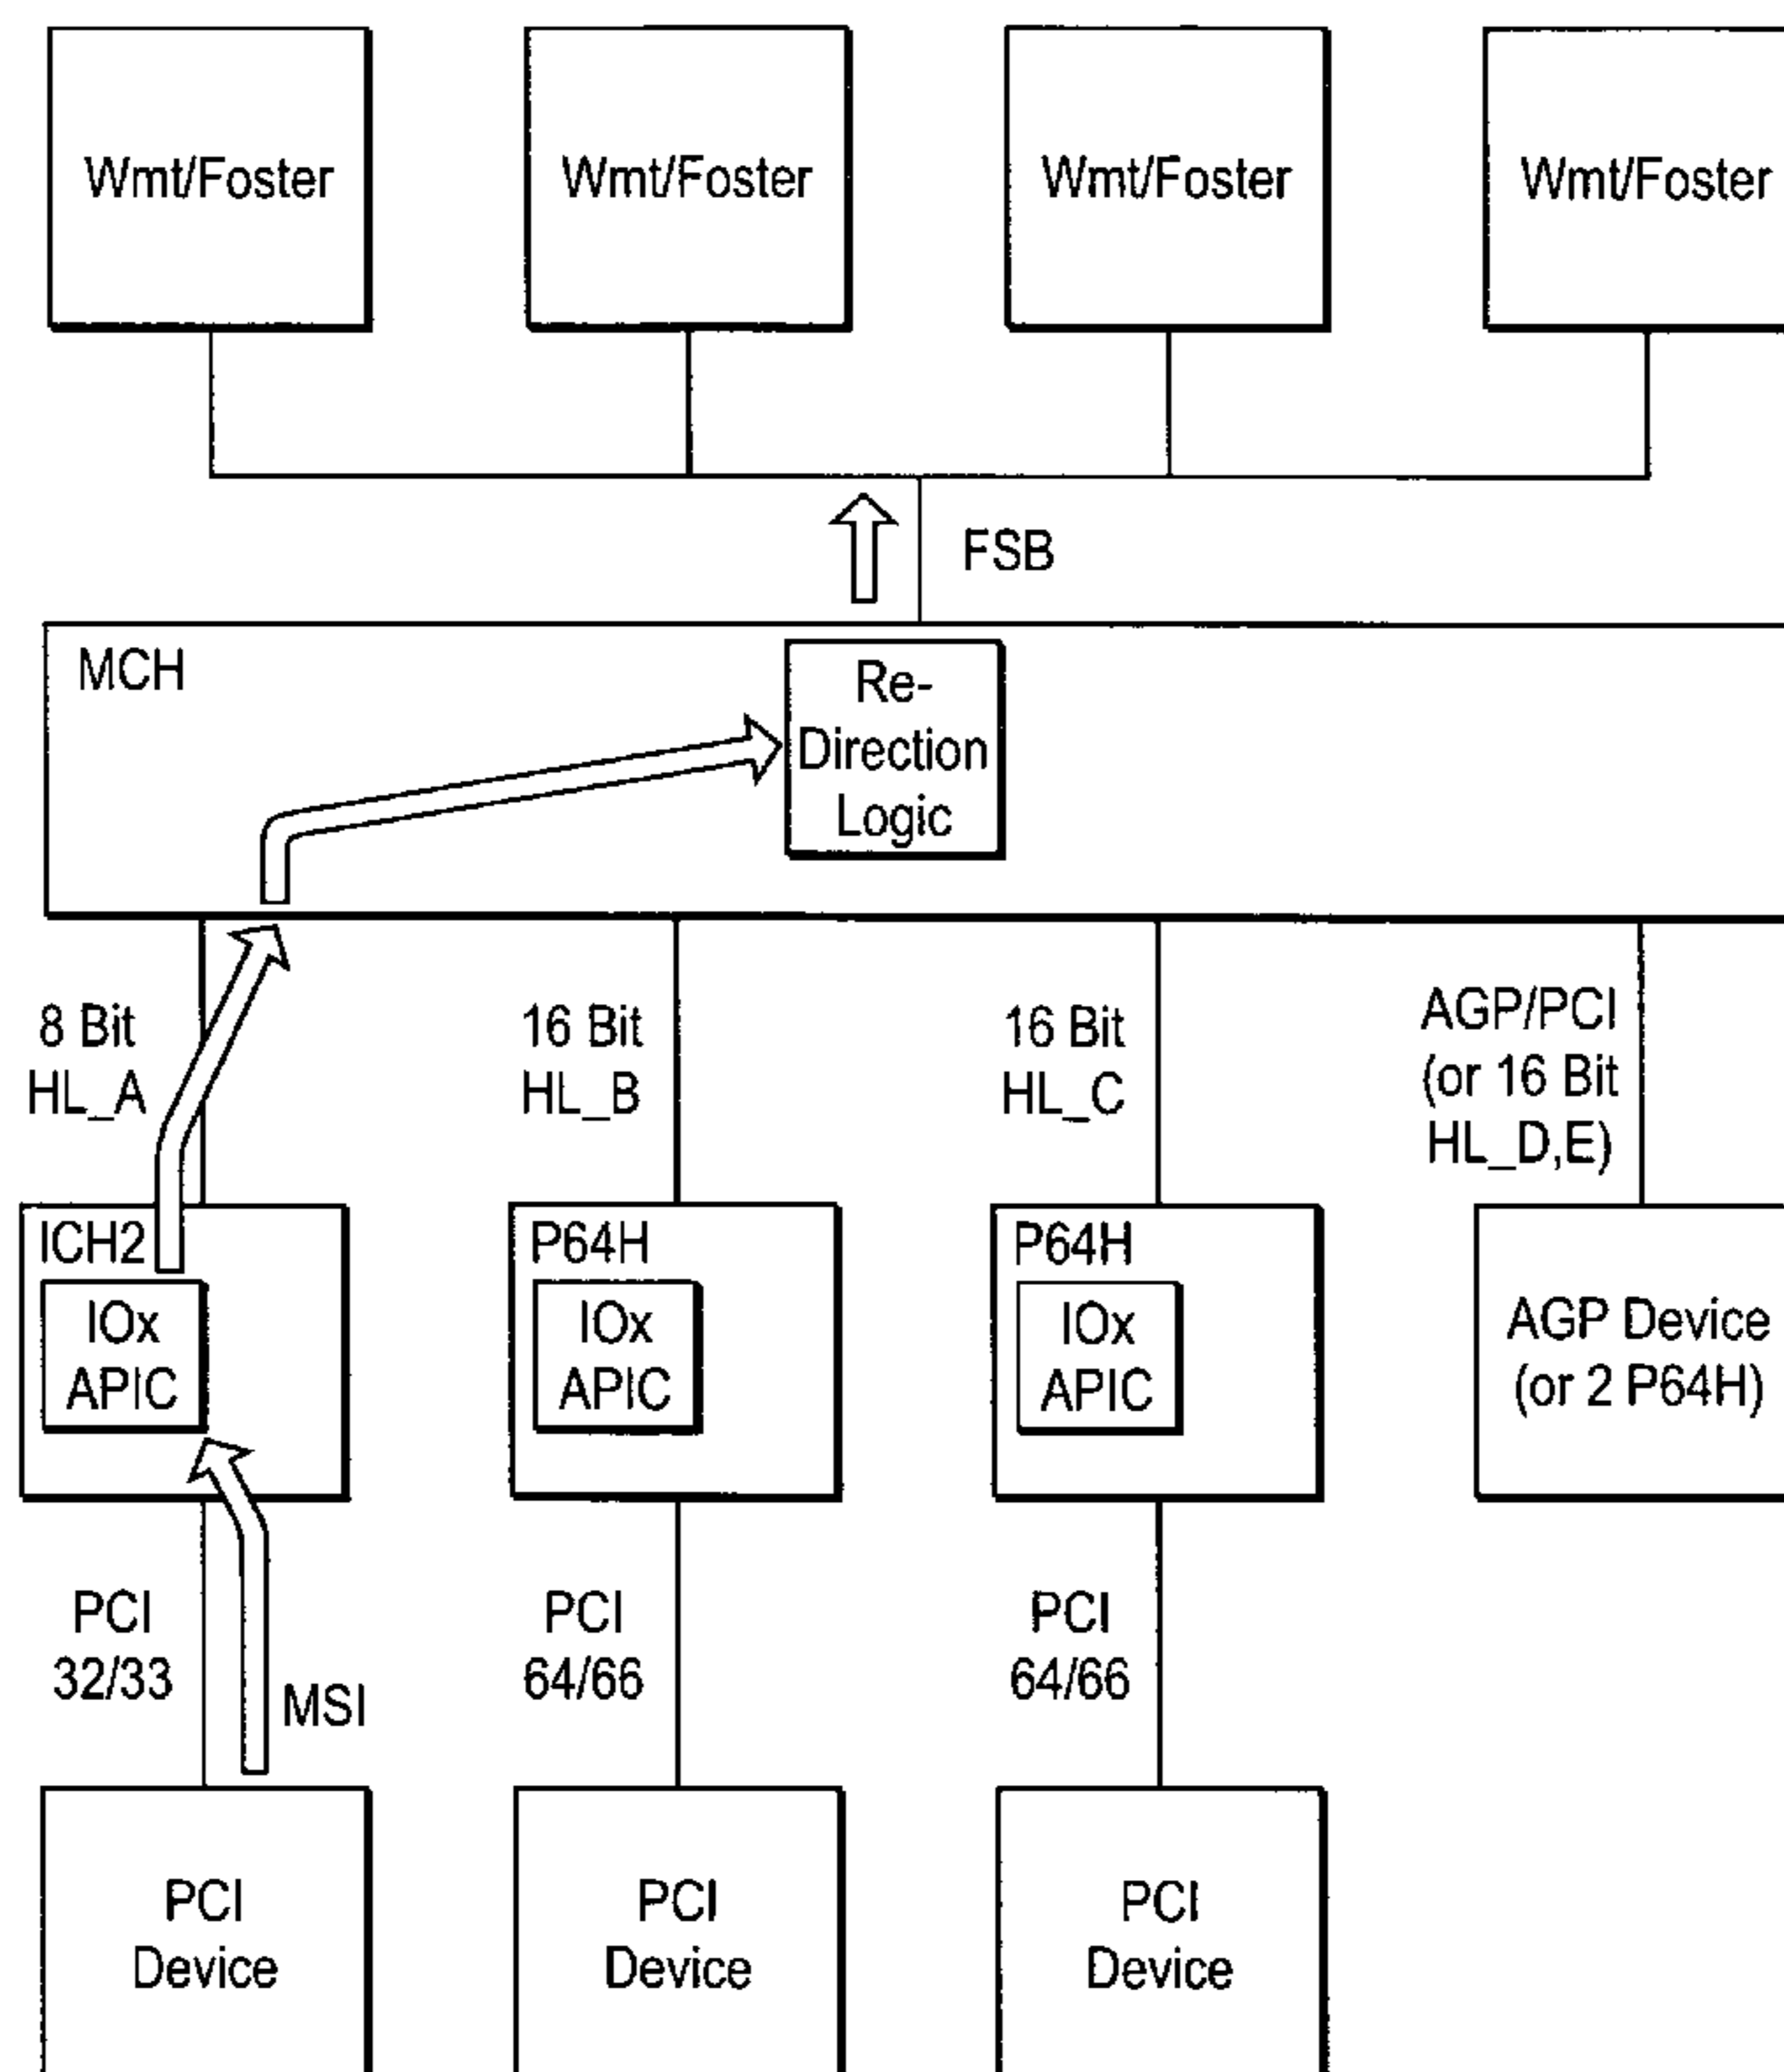 Wmt/Foster
Wmt/Foster
Wmt/Foster
Wmt/Foster
FSB
MCH
Re-
Direction
Logic
8 Bit
HL_A
16 Bit
HL_B
16 Bit
HL_C
AGP/PCI
(or 16 Bit
HL_D,E)
ICH2
IOx
APIC
P64H
IOx
APIC
P64H
IOx
APIC
AGP Device
(or 2 P64H)
PCI
32/33
MSI
PCI
64/66
PCI
64/66
PCI
Device
PCI
Device
PCI
Device